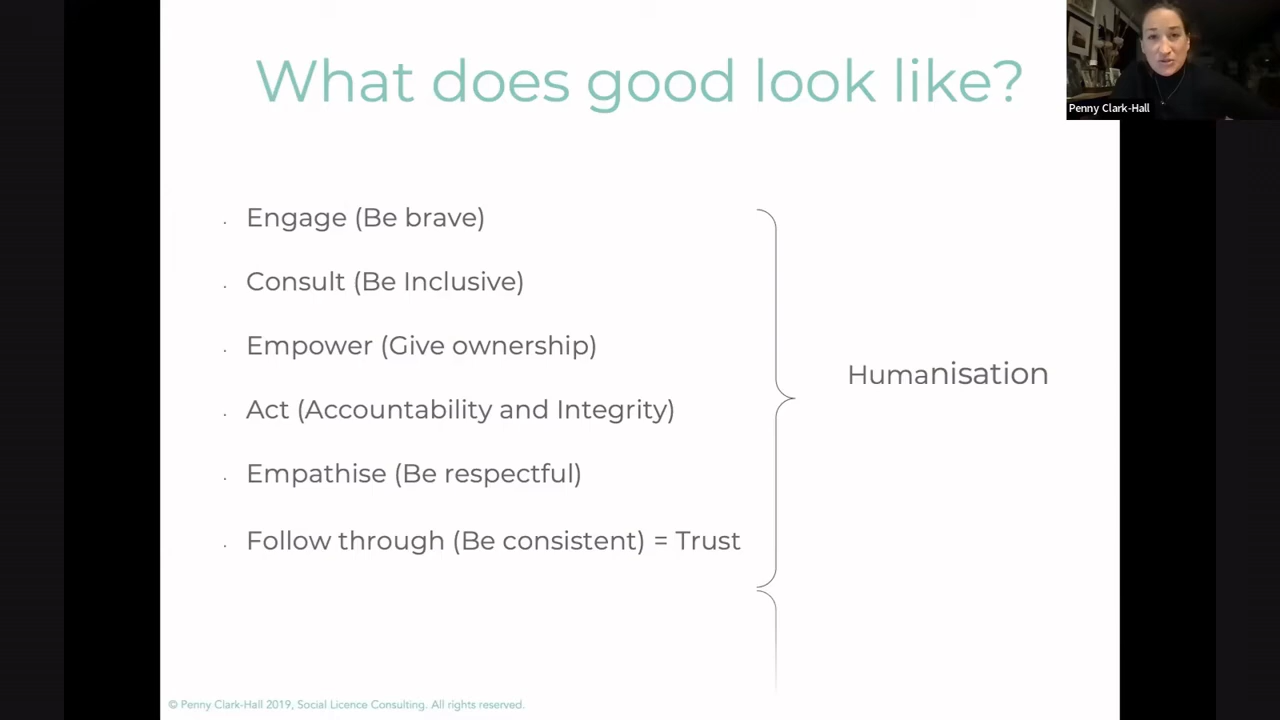 What does good look like?
Penny Clark-Hall
· Engage (Be brave)
· Consult (Be Inclusive)
· Empower (Give ownership)
· Act (Accountability and Integrity)
· Empathise (Be respectful)
· Follow through (Be consistent) = Trust
Humanisation
© Penny Clark-Hall 2019, Social Licence Consulting. All rights reserved.